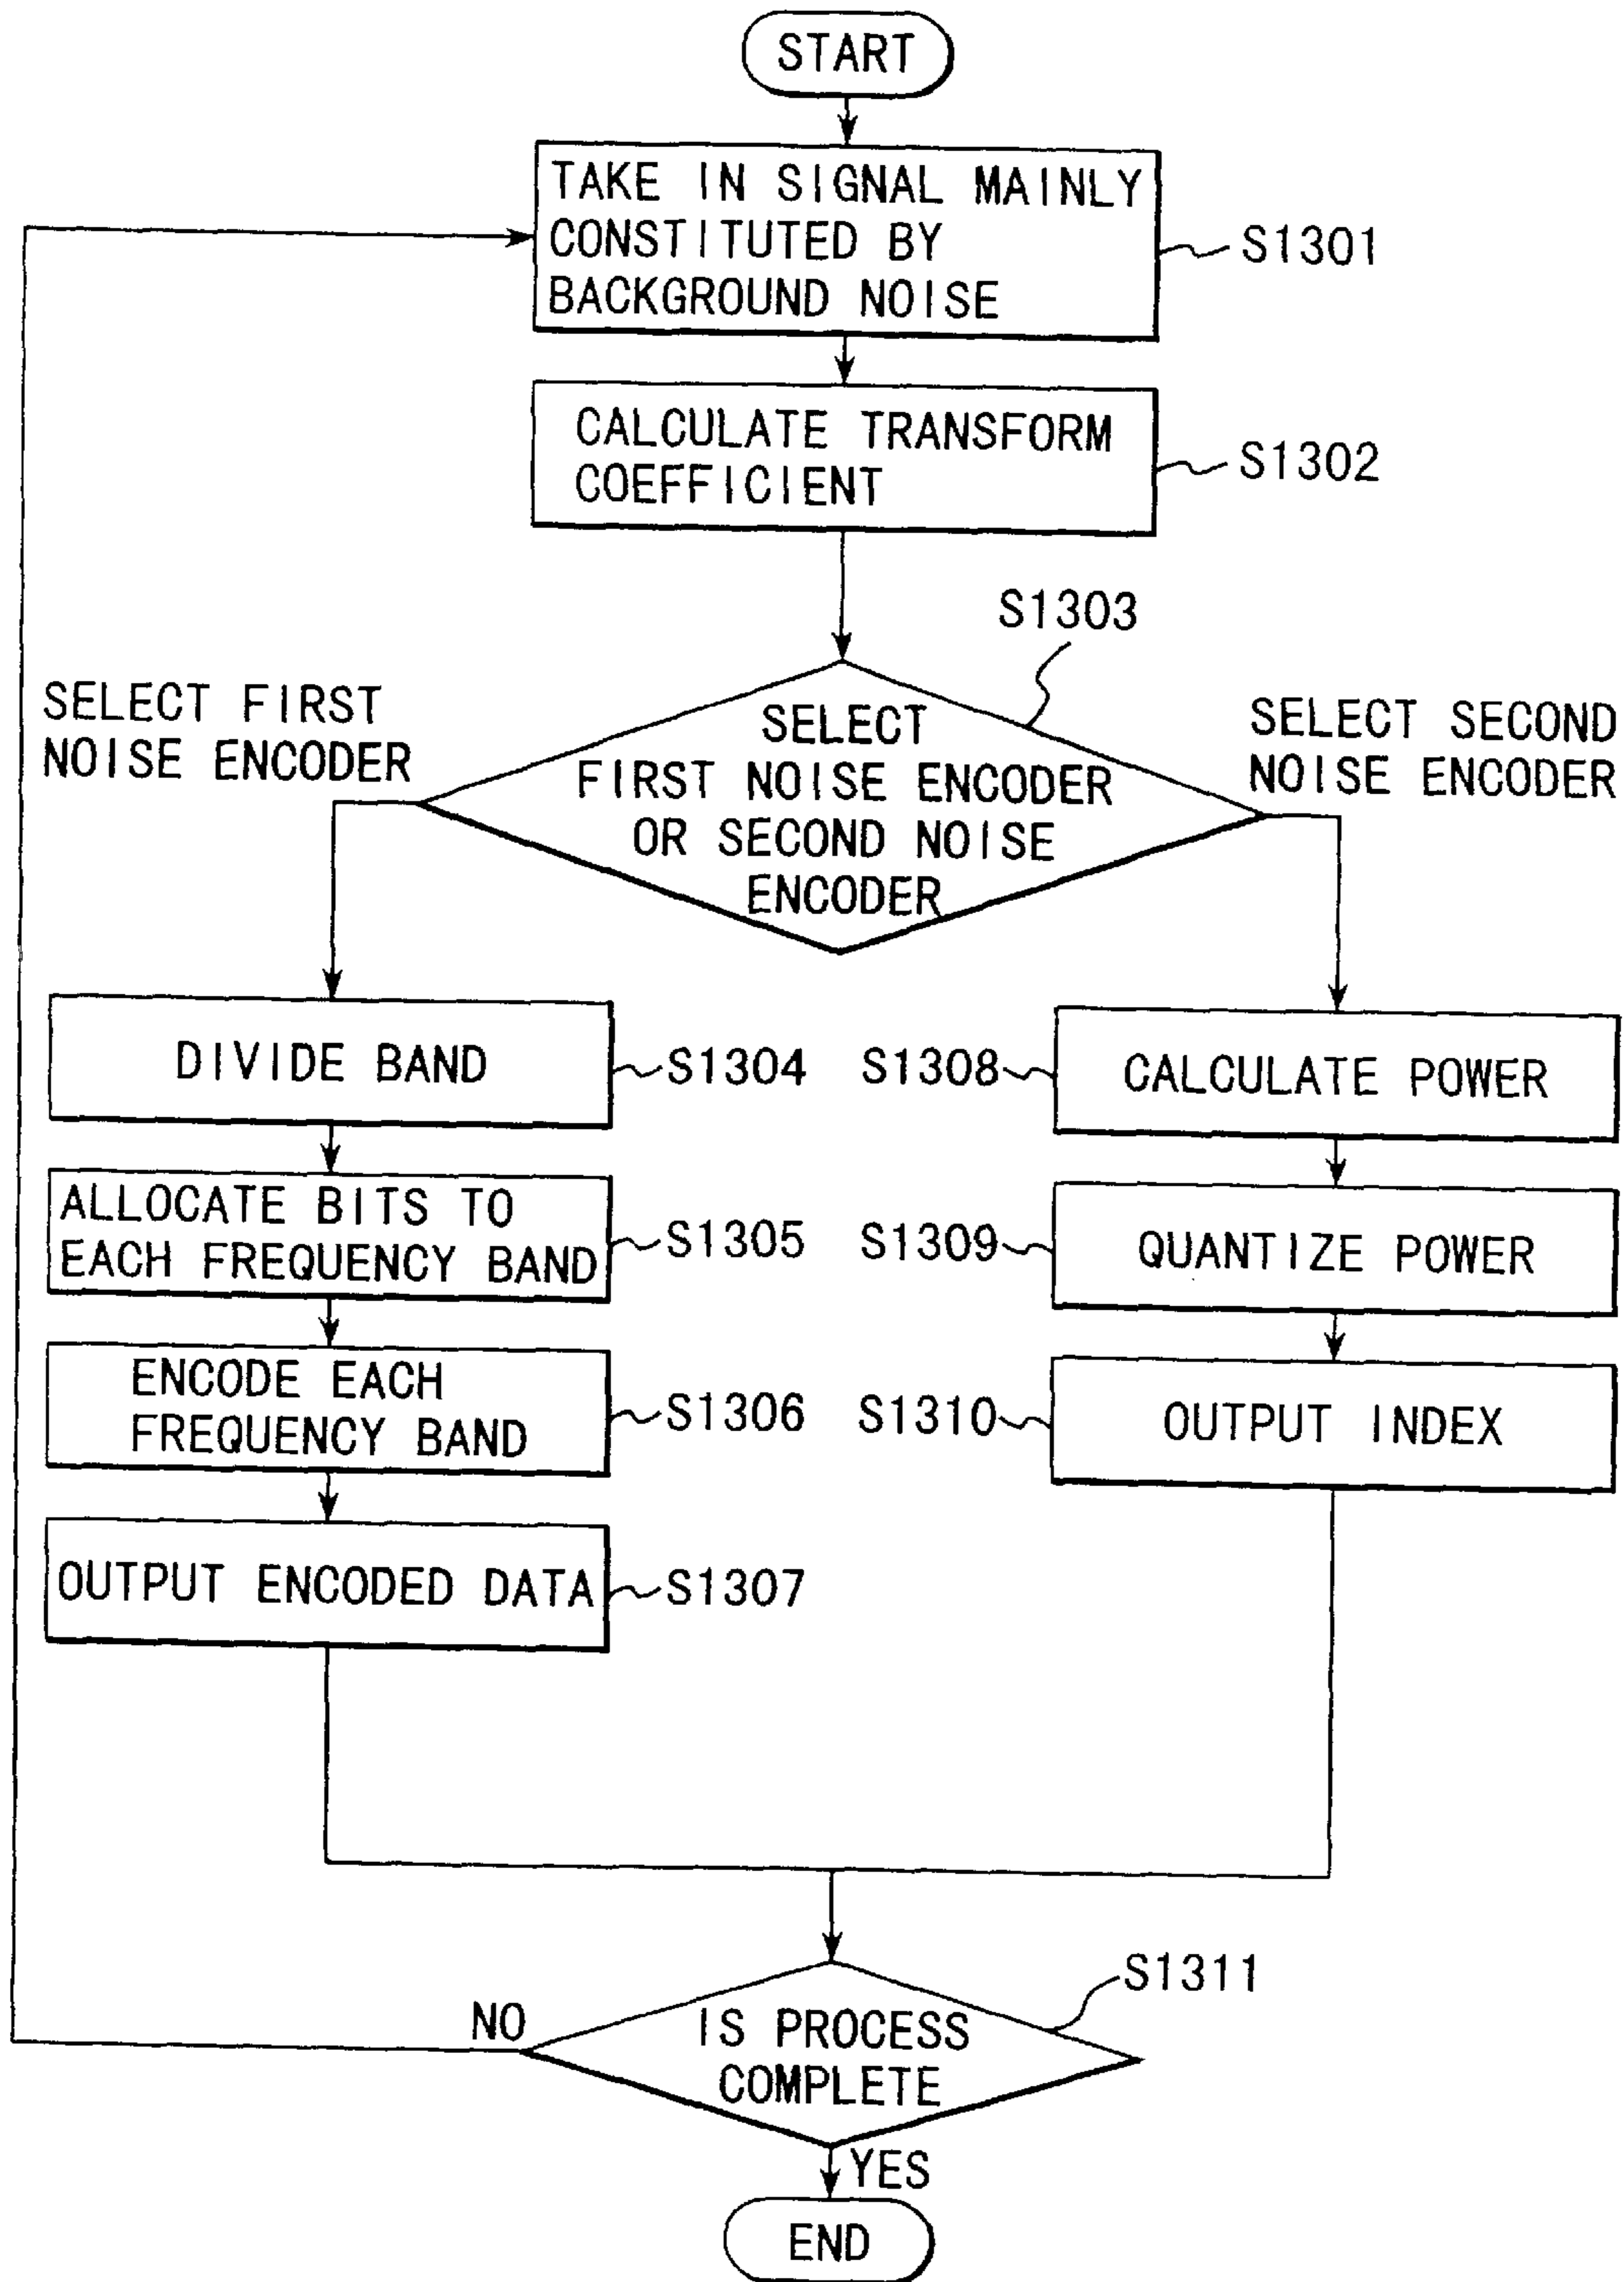 START
TAKE IN SIGNAL MAINLY
CONSTITUTED BY
BACKGROUND NOISE
S1301
CALCULATE TRANSFORM
COEFFICIENT
S1302
S1303
SELECT FIRST
NOISE ENCODER
SELECT
FIRST NOISE ENCODER
OR SECOND NOISE
ENCODER
SELECT SECOND
NOISE ENCODER
DIVIDE BAND
S1304
ALLOCATE BITS TO
EACH FREQUENCY BAND
S1305
ENCODE EACH
FREQUENCY BAND
S1306
OUTPUT ENCODED DATA
S1307
S1308
CALCULATE POWER
S1309
QUANTIZE POWER
S1310
OUTPUT INDEX
S1311
IS PROCESS
COMPLETE
NO
YES
END